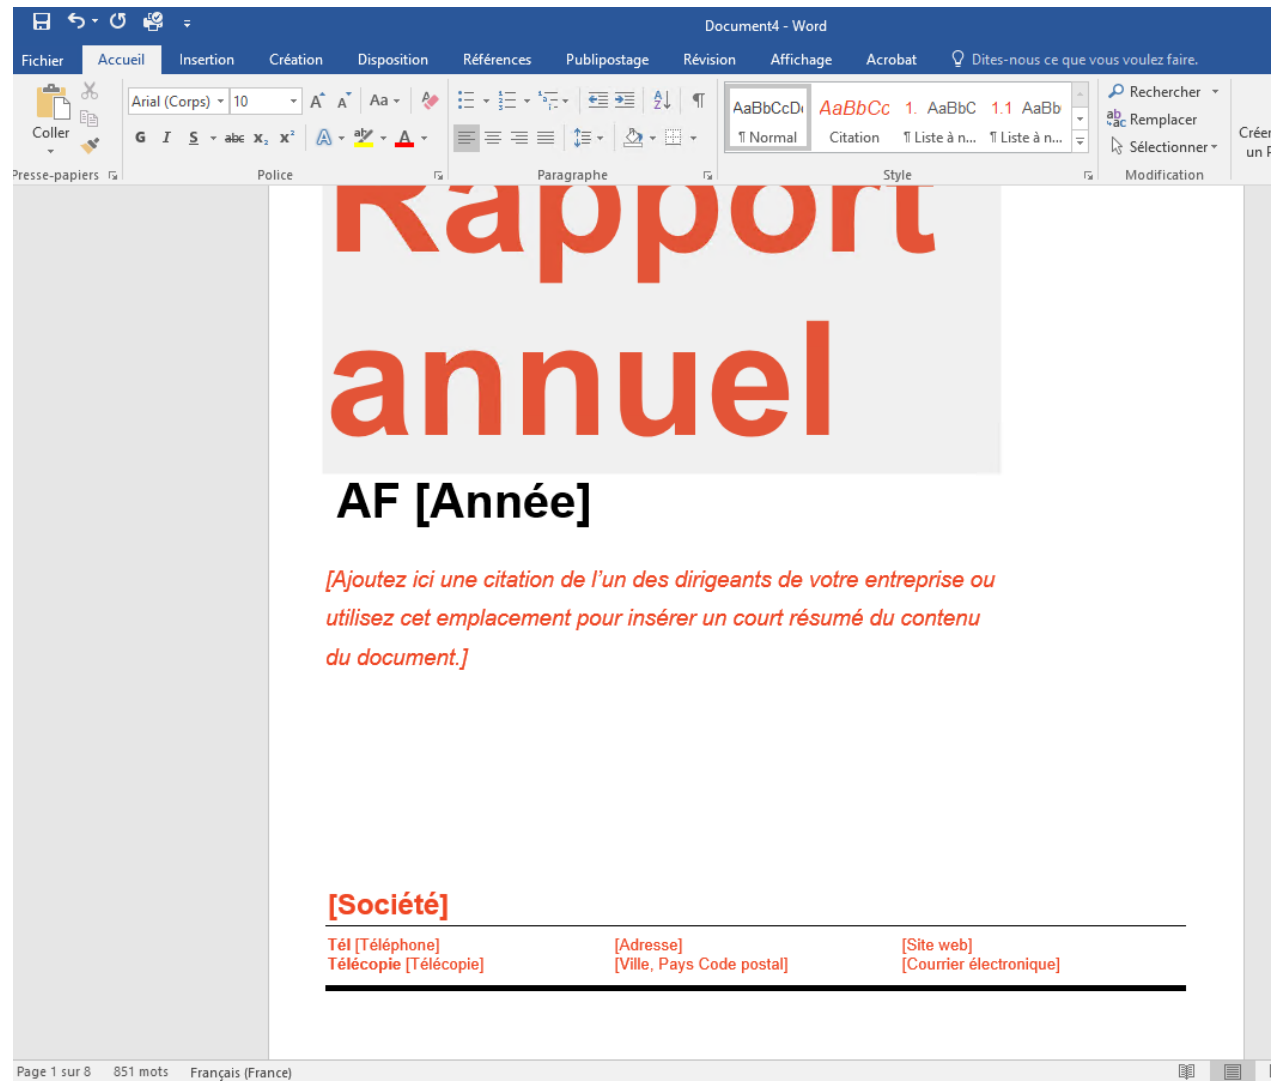 Document4 - Word
Fichier Accueil Insertion Création Disposition Références Publipostage Révision Affichage Acrobat Dites-nous ce que vous voulez faire.
Coller
Arial (Corps) 10
Aa
G I S abc X₂ X²
AaBbCcD AaBbCc 1. AaBbC 1.1 AaBb
¶ Normal Citation ¶ Liste à n... ¶ Liste à n...
Rechercher
Remplacer
Sélectionner
Créer
un
Presse-papiers Police Paragraphe Style Modification
Rapport
annuel
AF [Année]
[Ajoutez ici une citation de l’un des dirigeants de votre entreprise ou
utilisez cet emplacement pour insérer un court résumé du contenu
du document.]
[Société]
Tél [Téléphone] [Adresse] [Site web]
Télécopie [Télécopie] [Ville, Pays Code postal] [Courrier électronique]
Page 1 sur 8 851 mots Français (France)